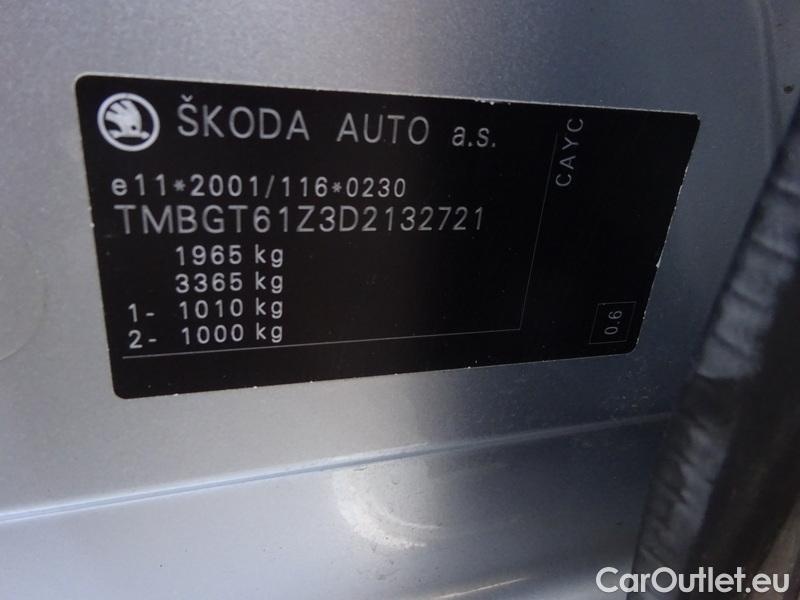 ŠKODA AUTO a.s.
CAYC
e11*2001/116*0230
TMBGT61Z3D2132721
1965 kg
3365 kg
1- 1010 kg
2- 1000 kg
0.6
CarOutlet.eu